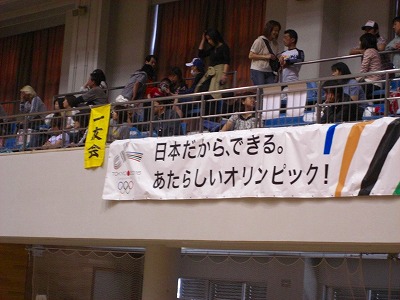 一支会
日本だから、できる。
あたらしいオリンピック！